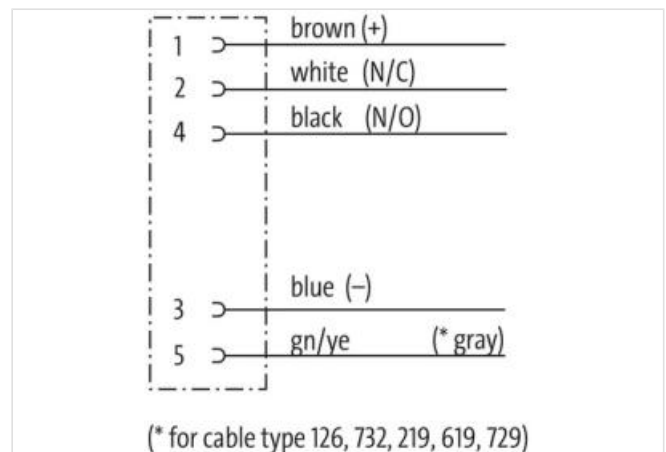 1 brown (+)
2 white (N/C)
4 black (N/O)
3 blue (–)
5 gn/ye (* gray)
(* for cable type 126, 732, 219, 619, 729)